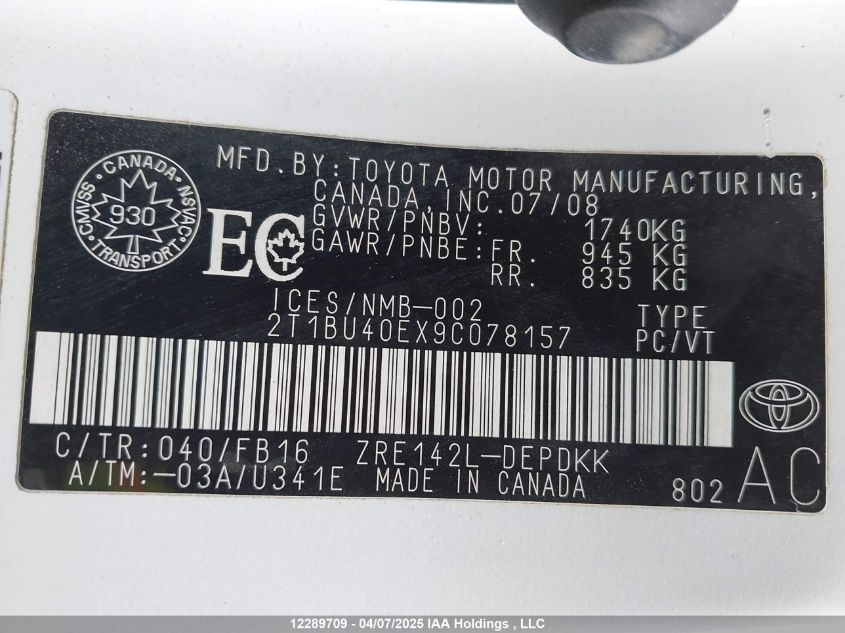 MFD.BY:TOYOTA MOTOR MANUFACTURING,
CANADA,INC.07/08
CMVSS · CANADA · NSVAC · TRANSPORT
930
EC
GVWR/PNBV: 1740KG
GAWR/PNBE:FR. 945 KG
RR. 835 KG
ICES/NMB-002
2T1BU40EX9C078157
TYPE
PC/VT
TOYOTA
C/TR:040/FB16 ZRE142L-DEPDKK
A/TM:-03A/U341E MADE IN CANADA
802 AC
12289709 - 04/07/2025 IAA Holdings , LLC